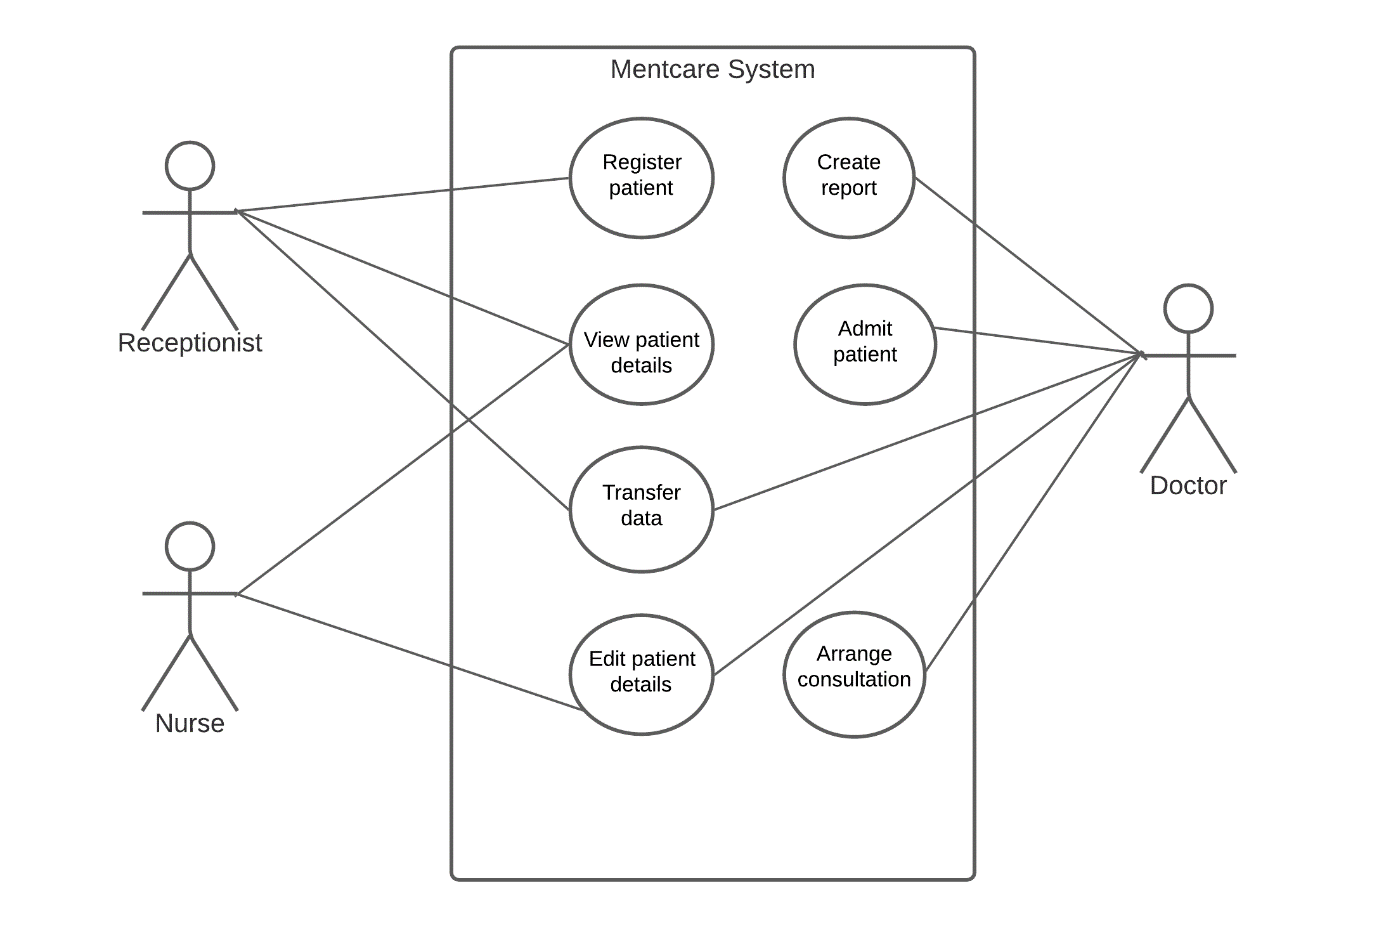 Mentcare System
Register
patient
Create
report
View patient
details
Admit
patient
Receptionist
Transfer
data
Doctor
Edit patient
details
Arrange
consultation
Nurse